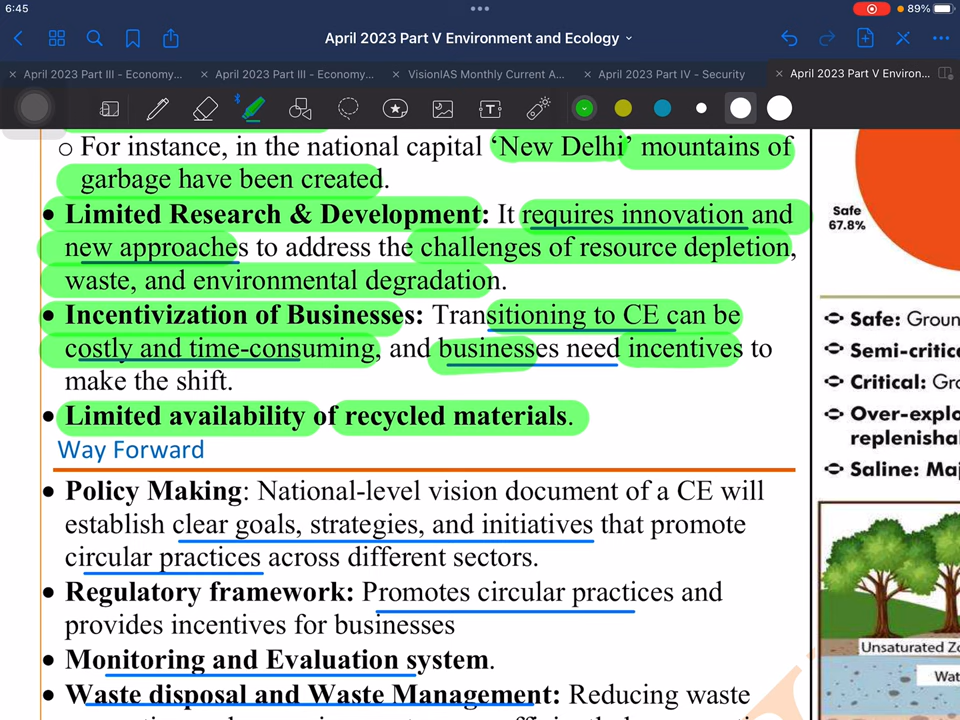 6:45
89%
April 2023 Part V Environment and Ecology
April 2023 Part III - Economy...
April 2023 Part III - Economy...
VisionIAS Monthly Current A...
April 2023 Part IV - Security
April 2023 Part V Environ...
o For instance, in the national capital ‘New Delhi’ mountains of
garbage have been created.
• Limited Research & Development: It requires innovation and
new approaches to address the challenges of resource depletion,
waste, and environmental degradation.
• Incentivization of Businesses: Transitioning to CE can be
costly and time-consuming, and businesses need incentives to
make the shift.
• Limited availability of recycled materials.
Way Forward
• Policy Making: National-level vision document of a CE will
establish clear goals, strategies, and initiatives that promote
circular practices across different sectors.
• Regulatory framework: Promotes circular practices and
provides incentives for businesses
• Monitoring and Evaluation system.
• Waste disposal and Waste Management: Reducing waste
Safe
67.8%
Safe: Groun
Semi-critica
Critical: Gro
Over-explo
replenishal
Saline: Maj
Unsaturated Zo
Wat